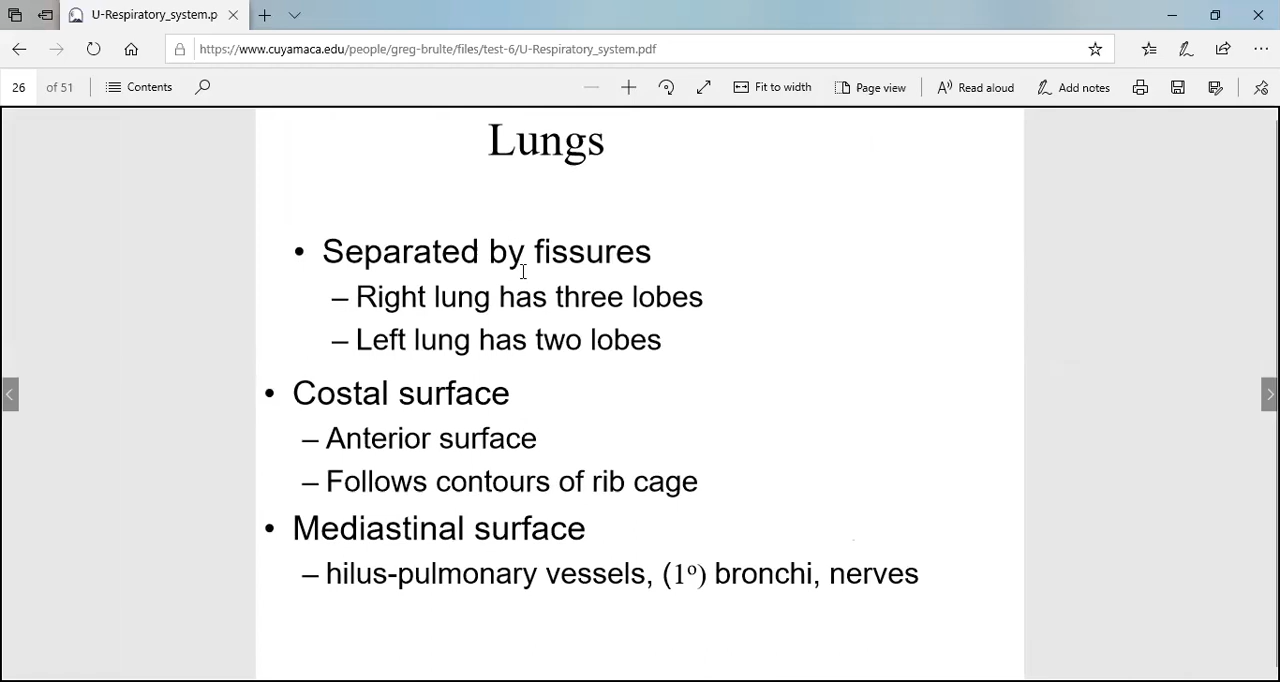 U-Respiratory_system.p
https://www.cuyamaca.edu/people/greg-brulte/files/test-6/U-Respiratory_system.pdf
26 of 51 Contents Fit to width Page view Read aloud Add notes
Lungs
• Separated by fissures
– Right lung has three lobes
– Left lung has two lobes
• Costal surface
– Anterior surface
– Follows contours of rib cage
• Mediastinal surface
– hilus-pulmonary vessels, (1º) bronchi, nerves